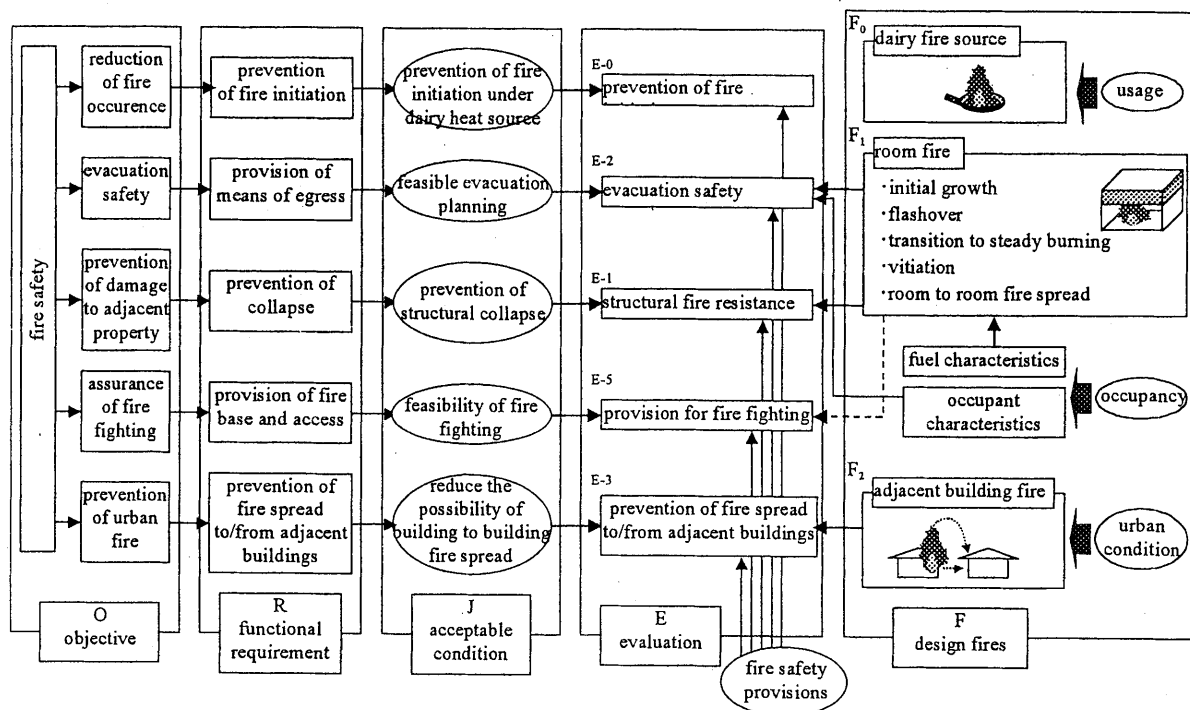 fire safety
reduction
of fire
occurence
evacuation
safety
prevention
of damage
to adjacent
property
assurance
of fire
fighting
prevention
of urban
fire
O
objective
prevention
of fire initiation
provision of
means of egress
prevention of
collapse
provision of fire
base and access
prevention of
fire spread
to/from adjacent
buildings
R
functional
requirement
prevention of fire
initiation under
dairy heat source
feasible evacuation
planning
prevention of
structural collapse
feasibility of fire
fighting
reduce the
possibility of
building to building
fire spread
J
acceptable
condition
E-0
prevention of fire
E-2
evacuation safety
E-1
structural fire resistance
E-5
provision for fire fighting
E-3
prevention of fire spread
to/from adjacent buildings
E
evaluation
fire safety
provisions
F0
dairy fire source
usage
F1
room fire
・initial growth
・flashover
・transition to steady burning
・vitiation
・room to room fire spread
fuel characteristics
occupant
characteristics
occupancy
F2
adjacent building fire
urban
condition
F
design fires